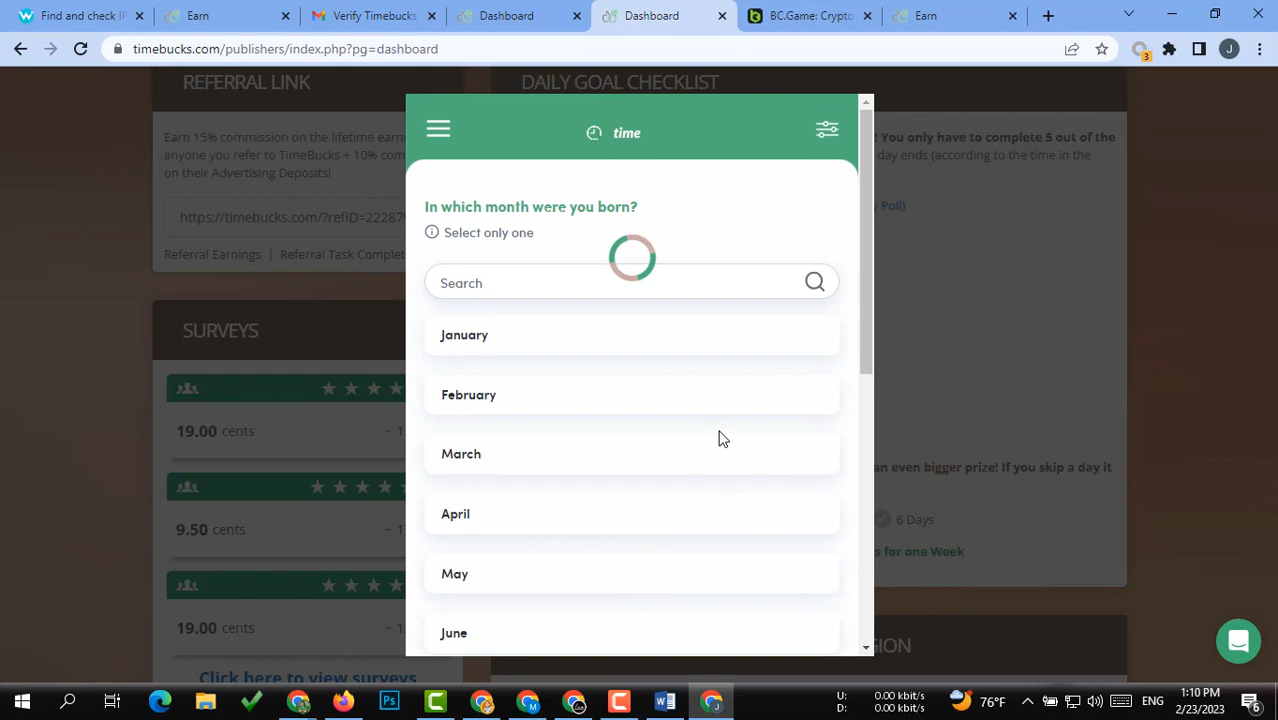 Find and check IP
Earn
Verify Timebucks
Dashboard
Dashboard
BC.Game: Crypto
Earn
timebucks.com/publishers/index.php?pg=dashboard
J
3
REFERRAL LINK
DAILY GOAL CHECKLIST
Earn 15% commission on the lifetime earni
anyone you refer to TimeBucks + 10% com
on their Advertising Deposits!
! You only have to complete 5 out of the
day ends (according to the time in the
y Poll)
https://timebucks.com/?refID=22287
Referral Earnings | Referral Task Complet
time
In which month were you born?
Select only one
Search
January
February
March
April
May
June
SURVEYS
19.00 cents
~ 1
9.50 cents
~ 1
19.00 cents
~ 1
Click here to view surveys
an even bigger prize! If you skip a day it
6 Days
s for one Week
GION
U: 0.00 kbit/s
D: 0.00 kbit/s
76°F
ENG
1:10 PM
2/23/2023
6